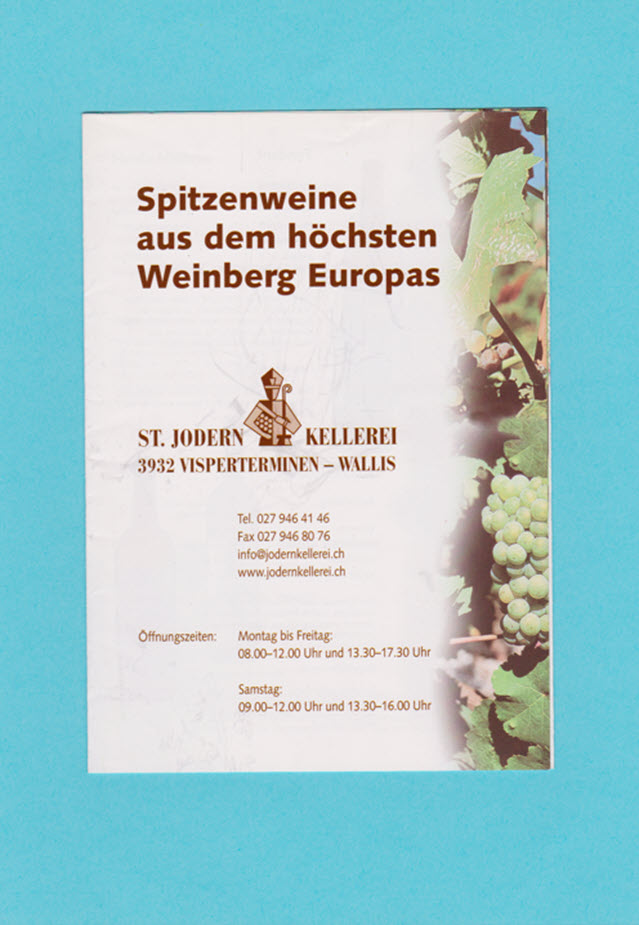 Spitzenweine
aus dem höchsten
Weinberg Europas
ST. JODERN KELLEREI
3932 VISPERTERMINEN – WALLIS
Tel. 027 946 41 46
Fax 027 946 80 76
info@jodernkellerei.ch
www.jodernkellerei.ch
Öffnungszeiten: Montag bis Freitag:
08.00–12.00 Uhr und 13.30–17.30 Uhr
Samstag:
09.00–12.00 Uhr und 13.30–16.00 Uhr